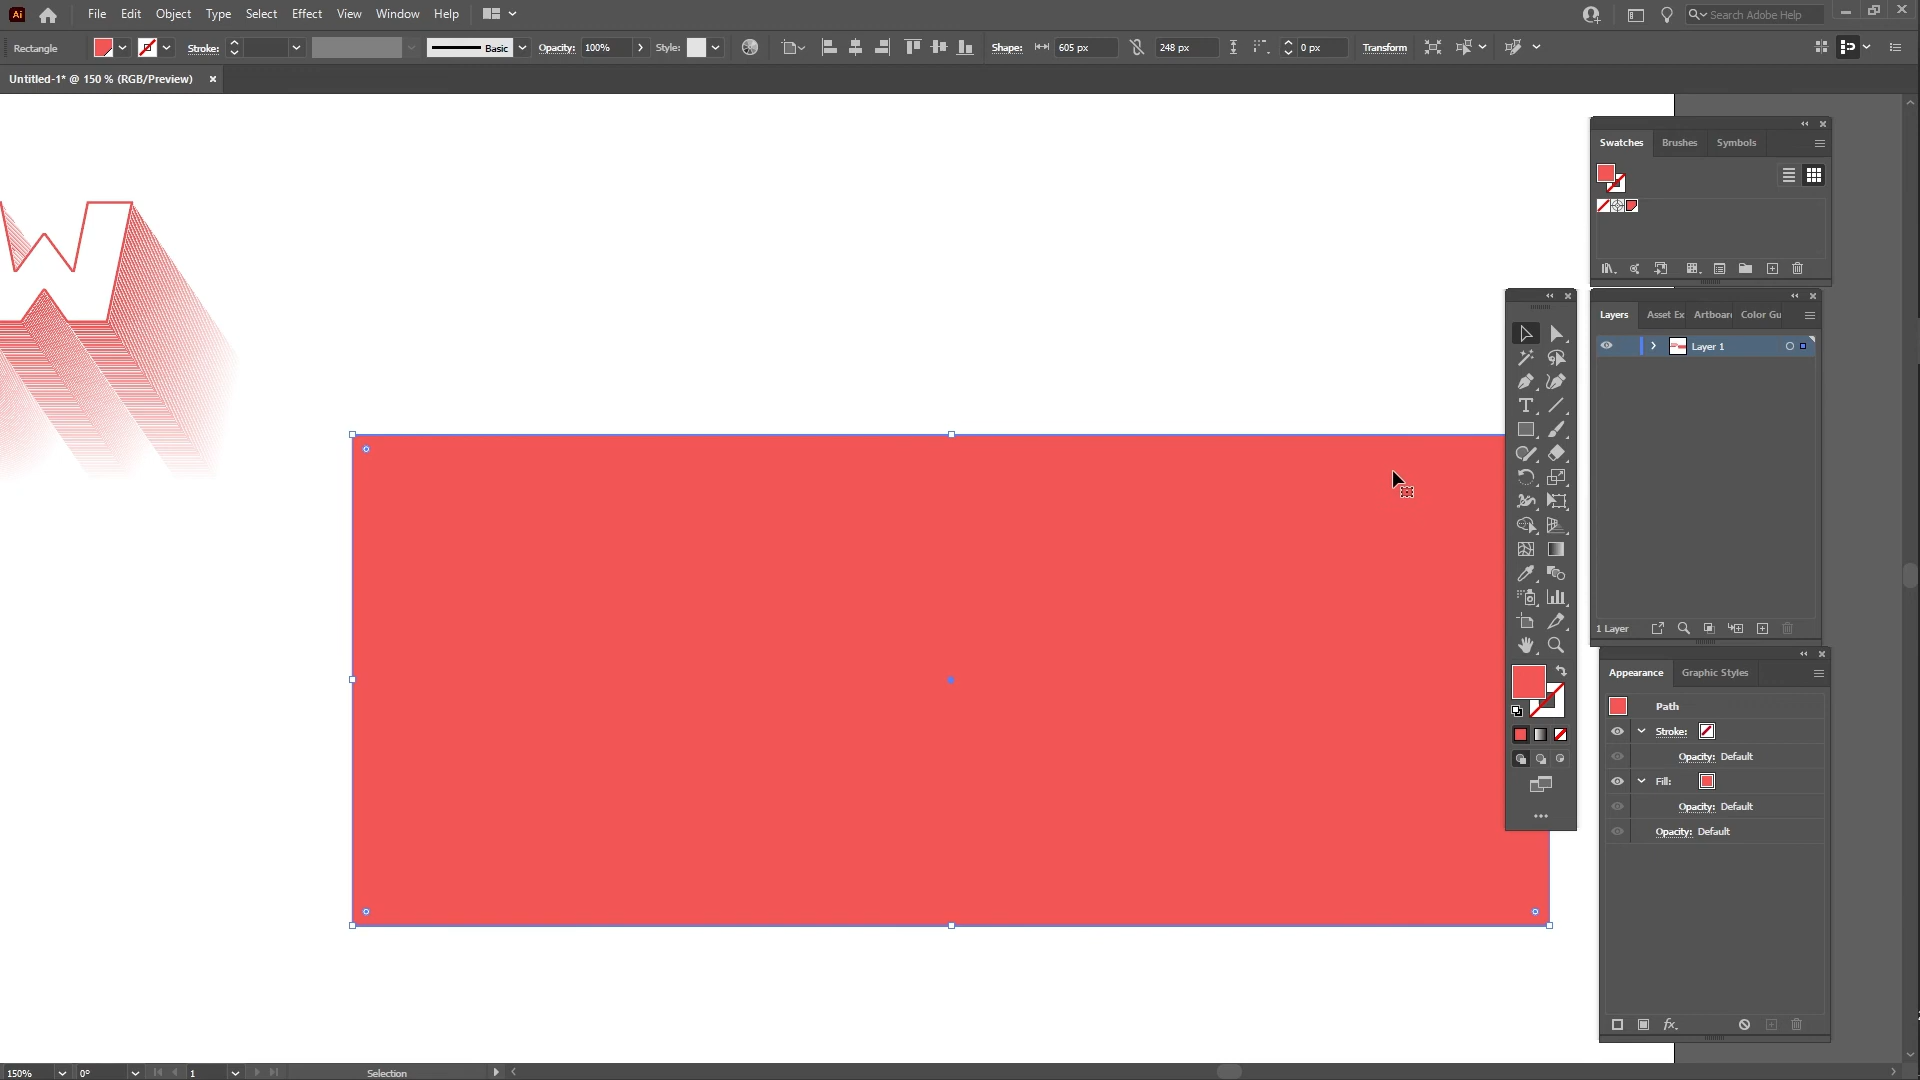 Ai File Edit Object Type Select Effect View Window Help Search Adobe Help
Rectangle Stroke: Basic Opacity: 100% Style: Shape: 605 px 248 px 0 px Transform
Untitled-1* @ 150 % (RGB/Preview)
W
Swatches Brushes Symbols
Layers Asset Ex Artboar Color Gu
Layer 1
1 Layer
Appearance Graphic Styles
Path
Stroke:
Opacity: Default
Fill:
Opacity: Default
Opacity: Default
fx
150% 0° 1 Selection